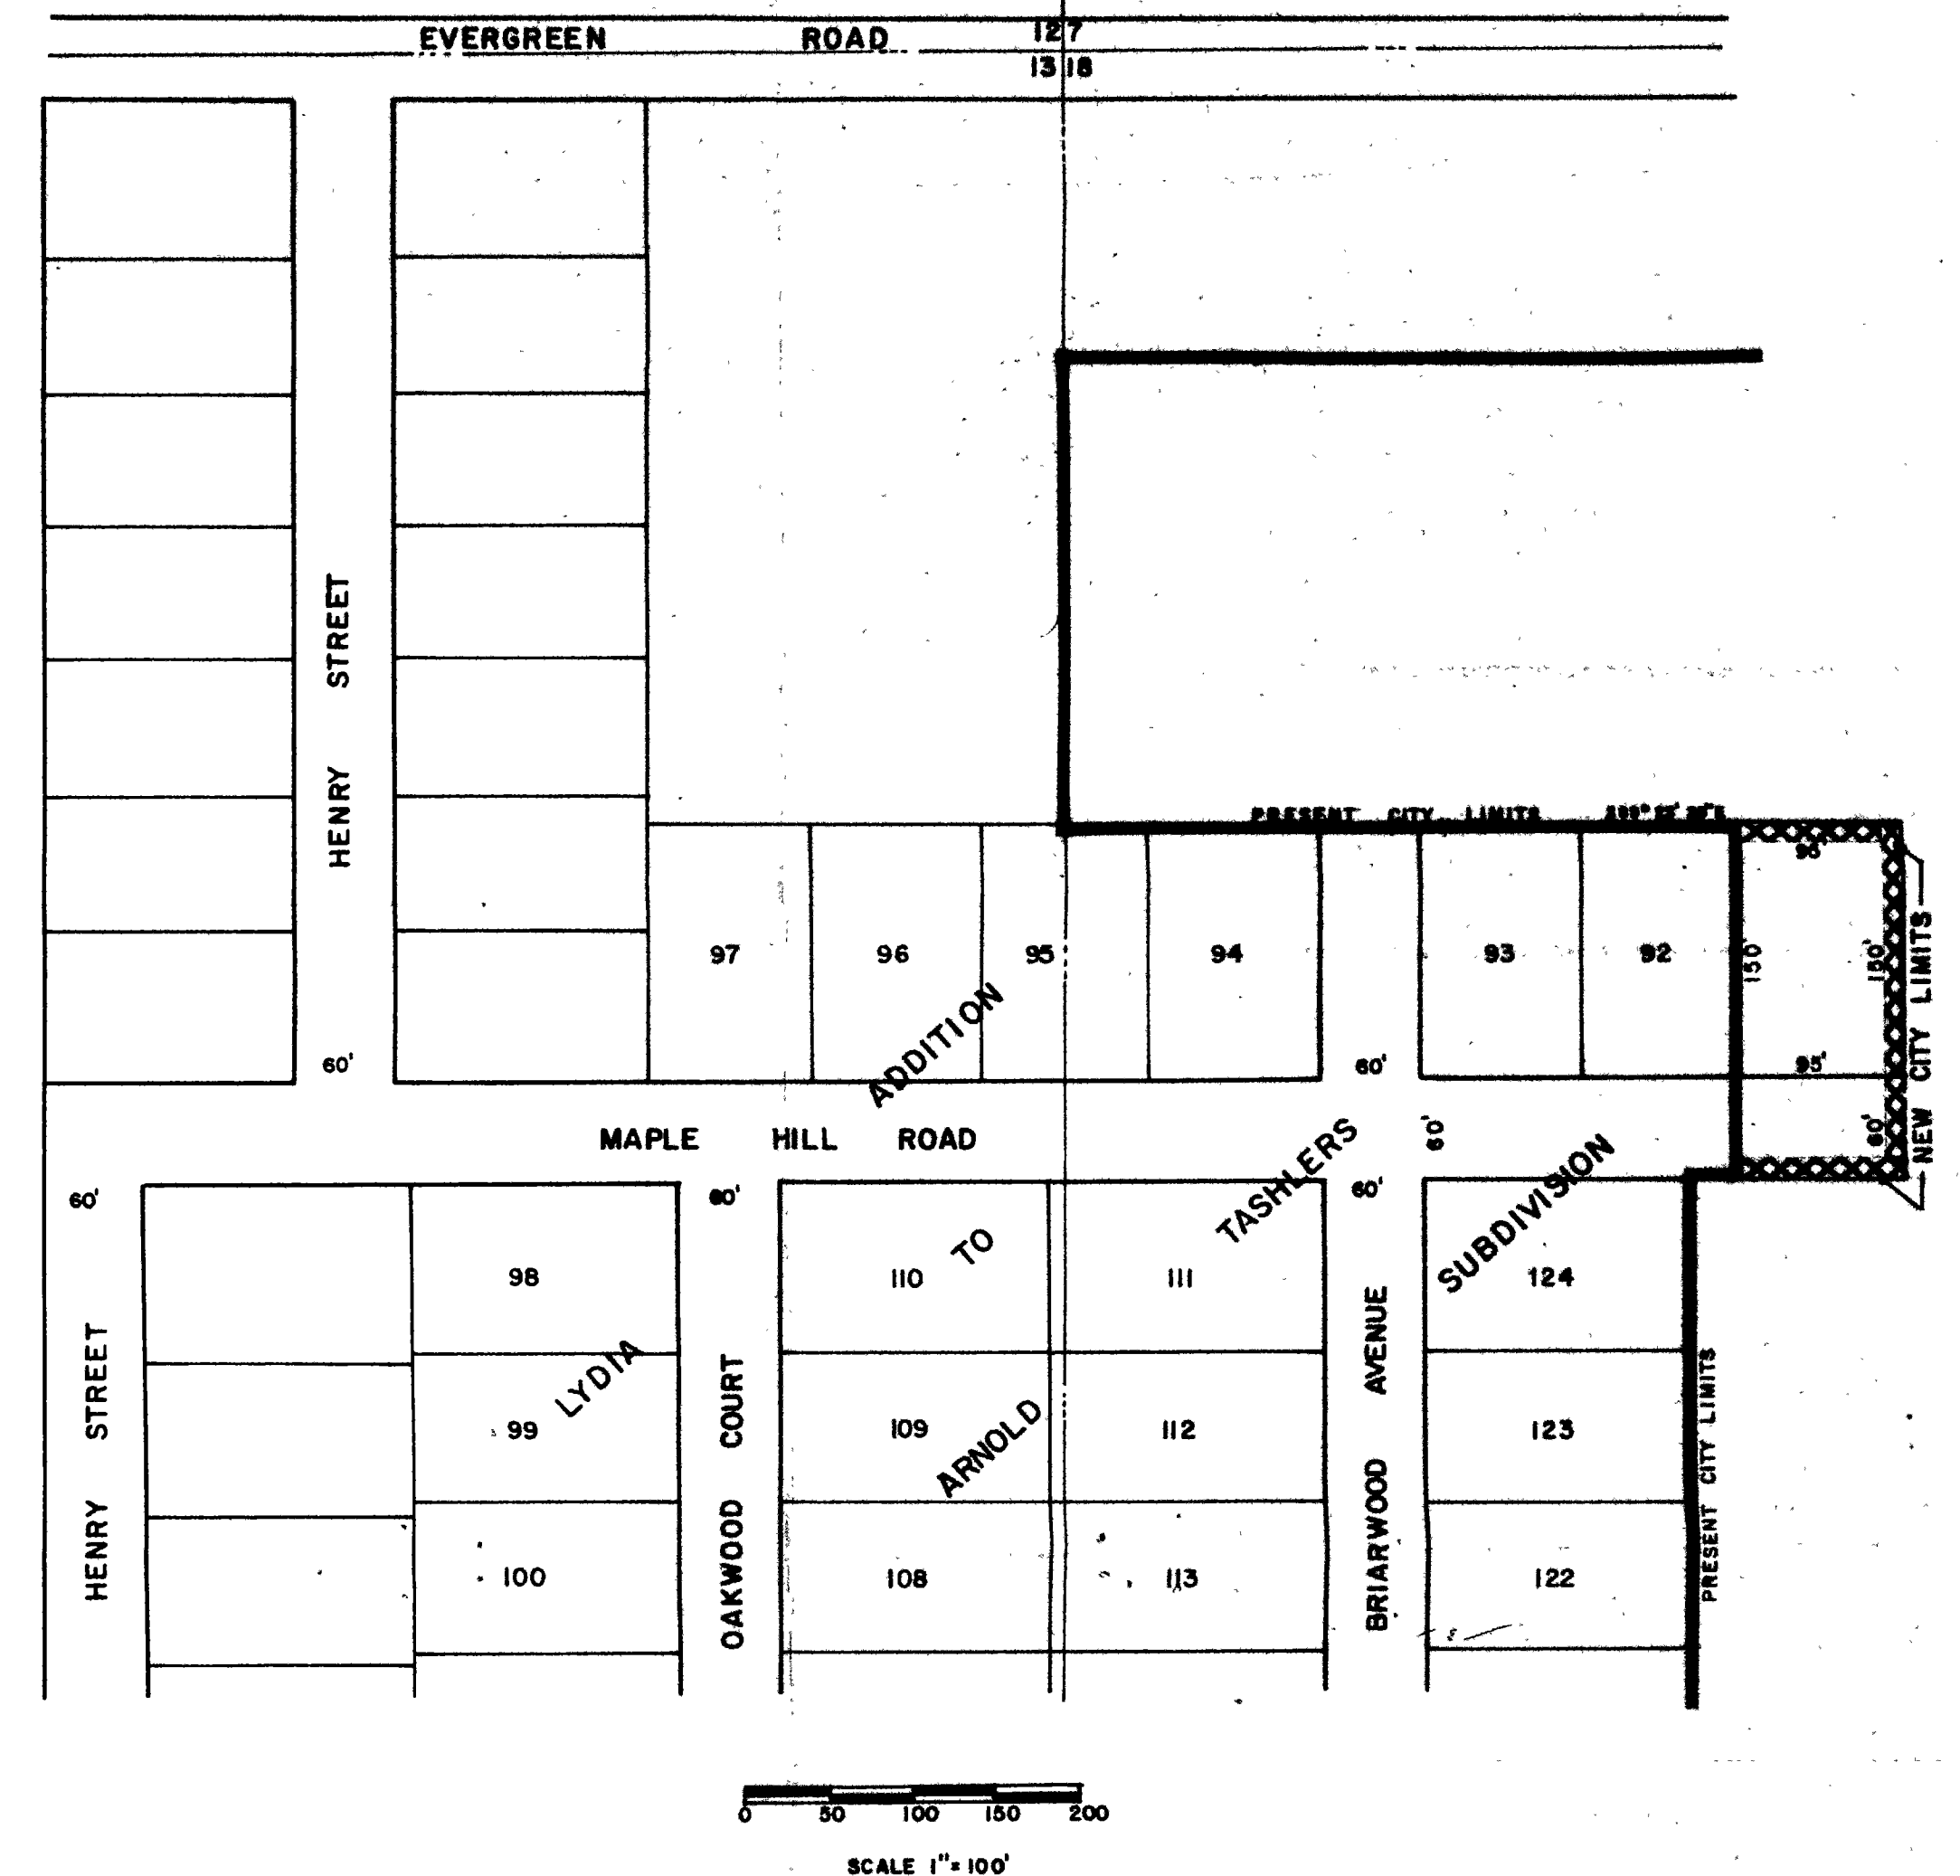 EVERGREEN ROAD
12 7
13 18
HENRY STREET
PRESENT CITY LIMITS
95'
97
96
95
94
93
92
150'
150'
NEW CITY LIMITS
ADDITION
60'
60'
95'
MAPLE HILL ROAD
60'
60'
TASHLERS
SUBDIVISION
60'
60'
60'
98
110
TO
111
124
HENRY STREET
LYDIA
OAKWOOD COURT
BRIARWOOD AVENUE
PRESENT CITY LIMITS
99
109
ARNOLD
112
123
100
108
113
122
0 50 100 150 200
SCALE 1"=100'